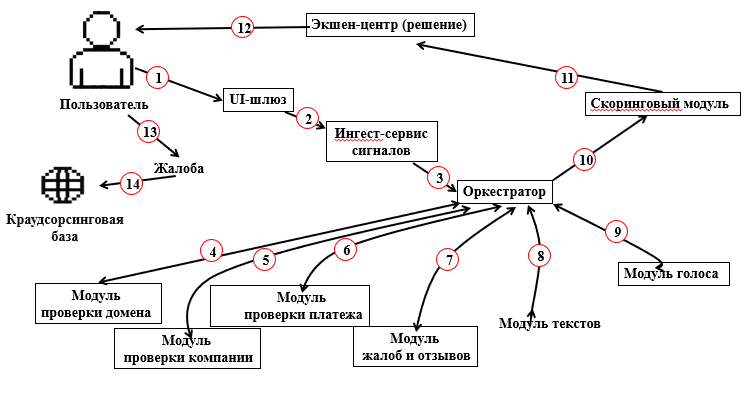 12
Экшен-центр (решение)
1
11
UI-шлюз
Скоринговый модуль
Пользователь
2
13
Ингест-сервис
сигналов
10
Жалоба
3
14
Оркестратор
Краудсорсинговая
база
4
5
6
7
8
9
Модуль голоса
Модуль
проверки домена
Модуль
проверки платежа
Модуль текстов
Модуль
проверки компании
Модуль
жалоб и отзывов